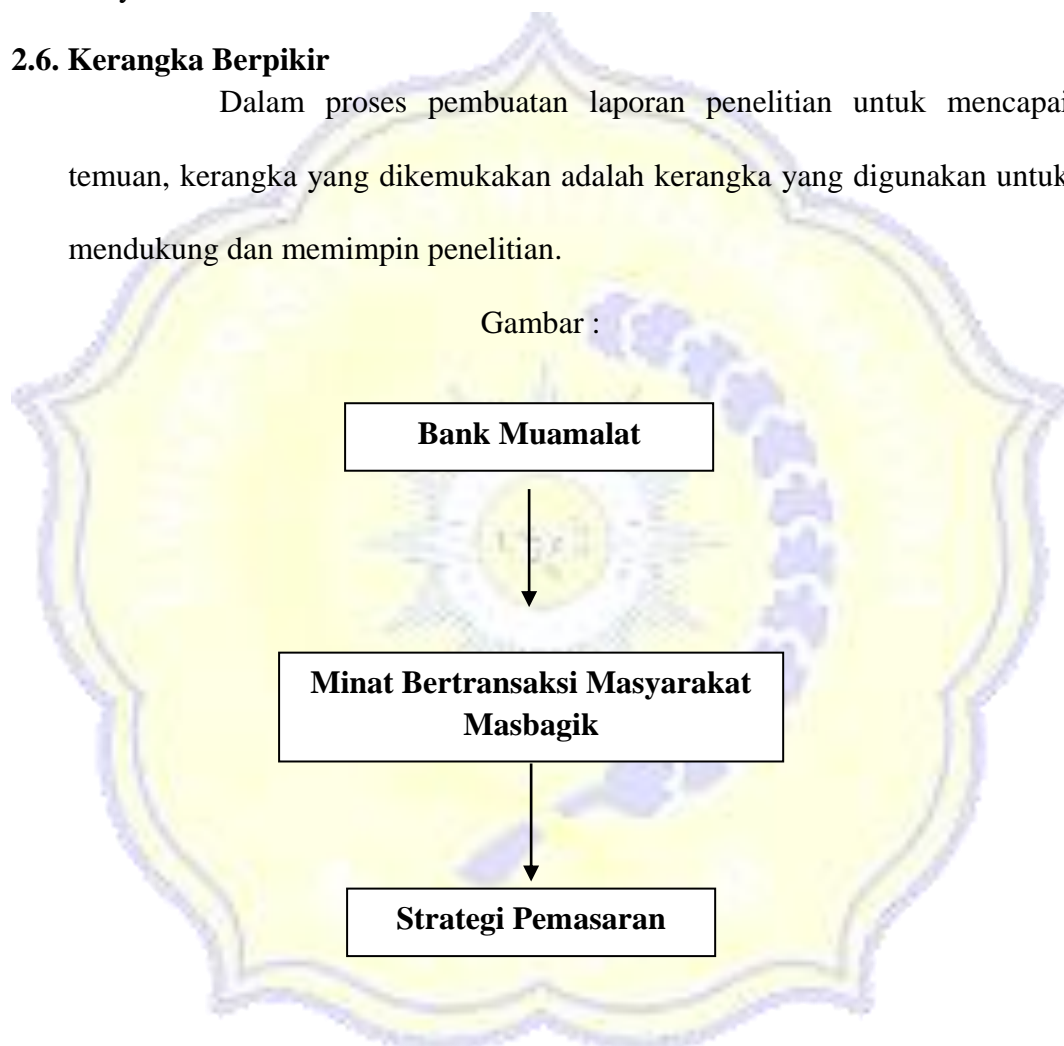 2.6. Kerangka Berpikir
Dalam proses pembuatan laporan penelitian untuk mencapai
temuan, kerangka yang dikemukakan adalah kerangka yang digunakan untuk
mendukung dan memimpin penelitian.
Gambar :
Bank Muamalat
Minat Bertransaksi Masyarakat
Masbagik
Strategi Pemasaran